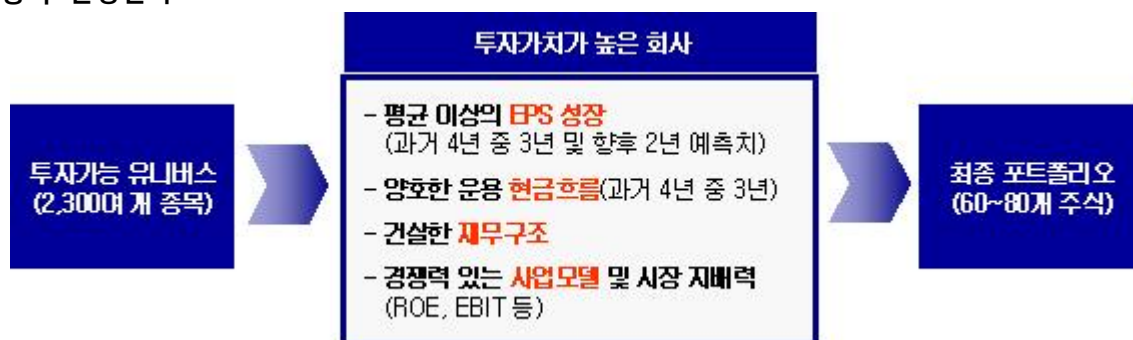 투자가능 유니버스
(2,300여 개 종목)
투자가치가 높은 회사
- 평균 이상의 EPS 성장
(과거 4년 중 3년 및 향후 2년 예측치)
- 양호한 운용 현금흐름(과거 4년 중 3년)
- 건실한 재무구조
- 경쟁력 있는 사업모델 및 시장 지배력
(ROE, EBIT 등)
최종 포트폴리오
(60~80개 주식)